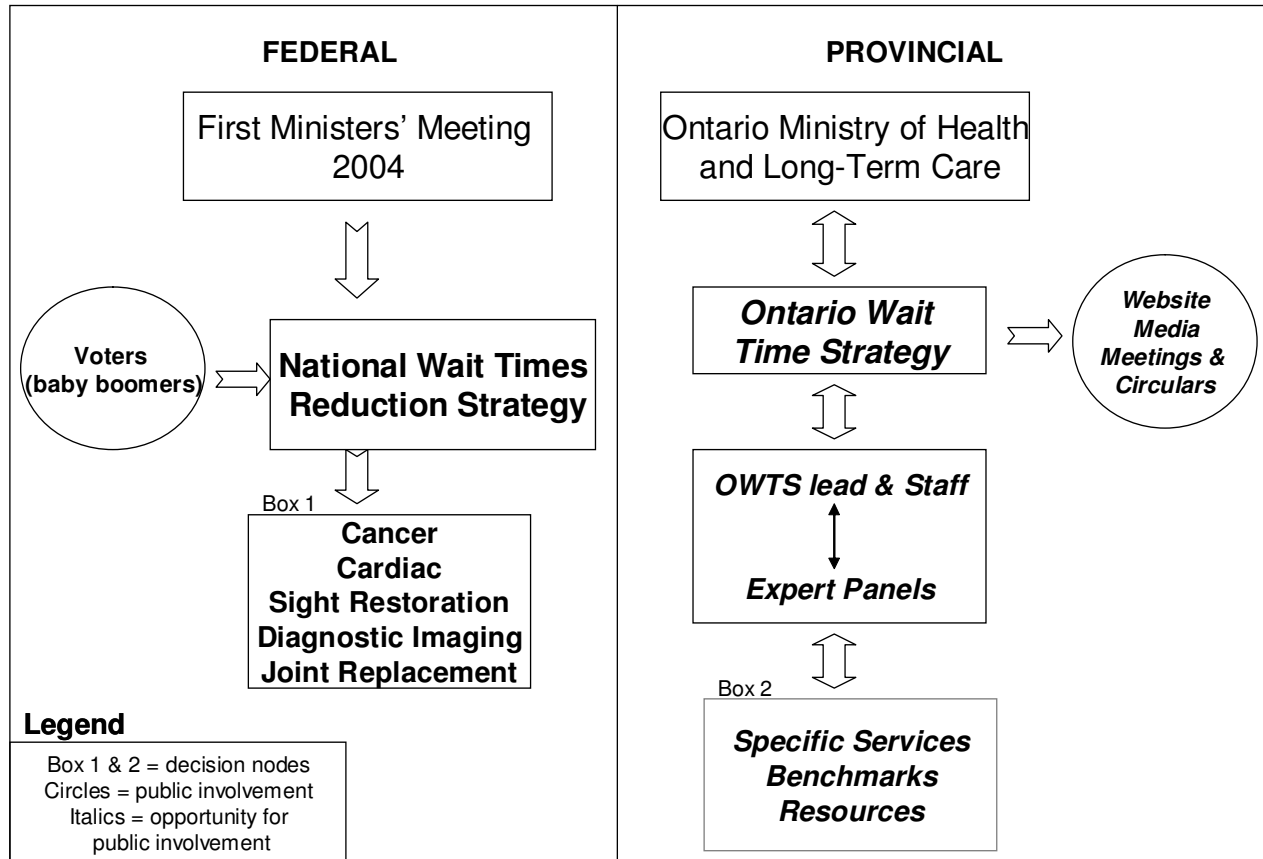 FEDERAL
First Ministers' Meeting
2004
Voters
(baby boomers)
National Wait Times
Reduction Strategy
Box 1
Cancer
Cardiac
Sight Restoration
Diagnostic Imaging
Joint Replacement
Legend
Box 1 & 2 = decision nodes
Circles = public involvement
Italics = opportunity for
public involvement
PROVINCIAL
Ontario Ministry of Health
and Long-Term Care
Ontario Wait
Time Strategy
Website
Media
Meetings &
Circulars
OWTS lead & Staff
Expert Panels
Box 2
Specific Services
Benchmarks
Resources